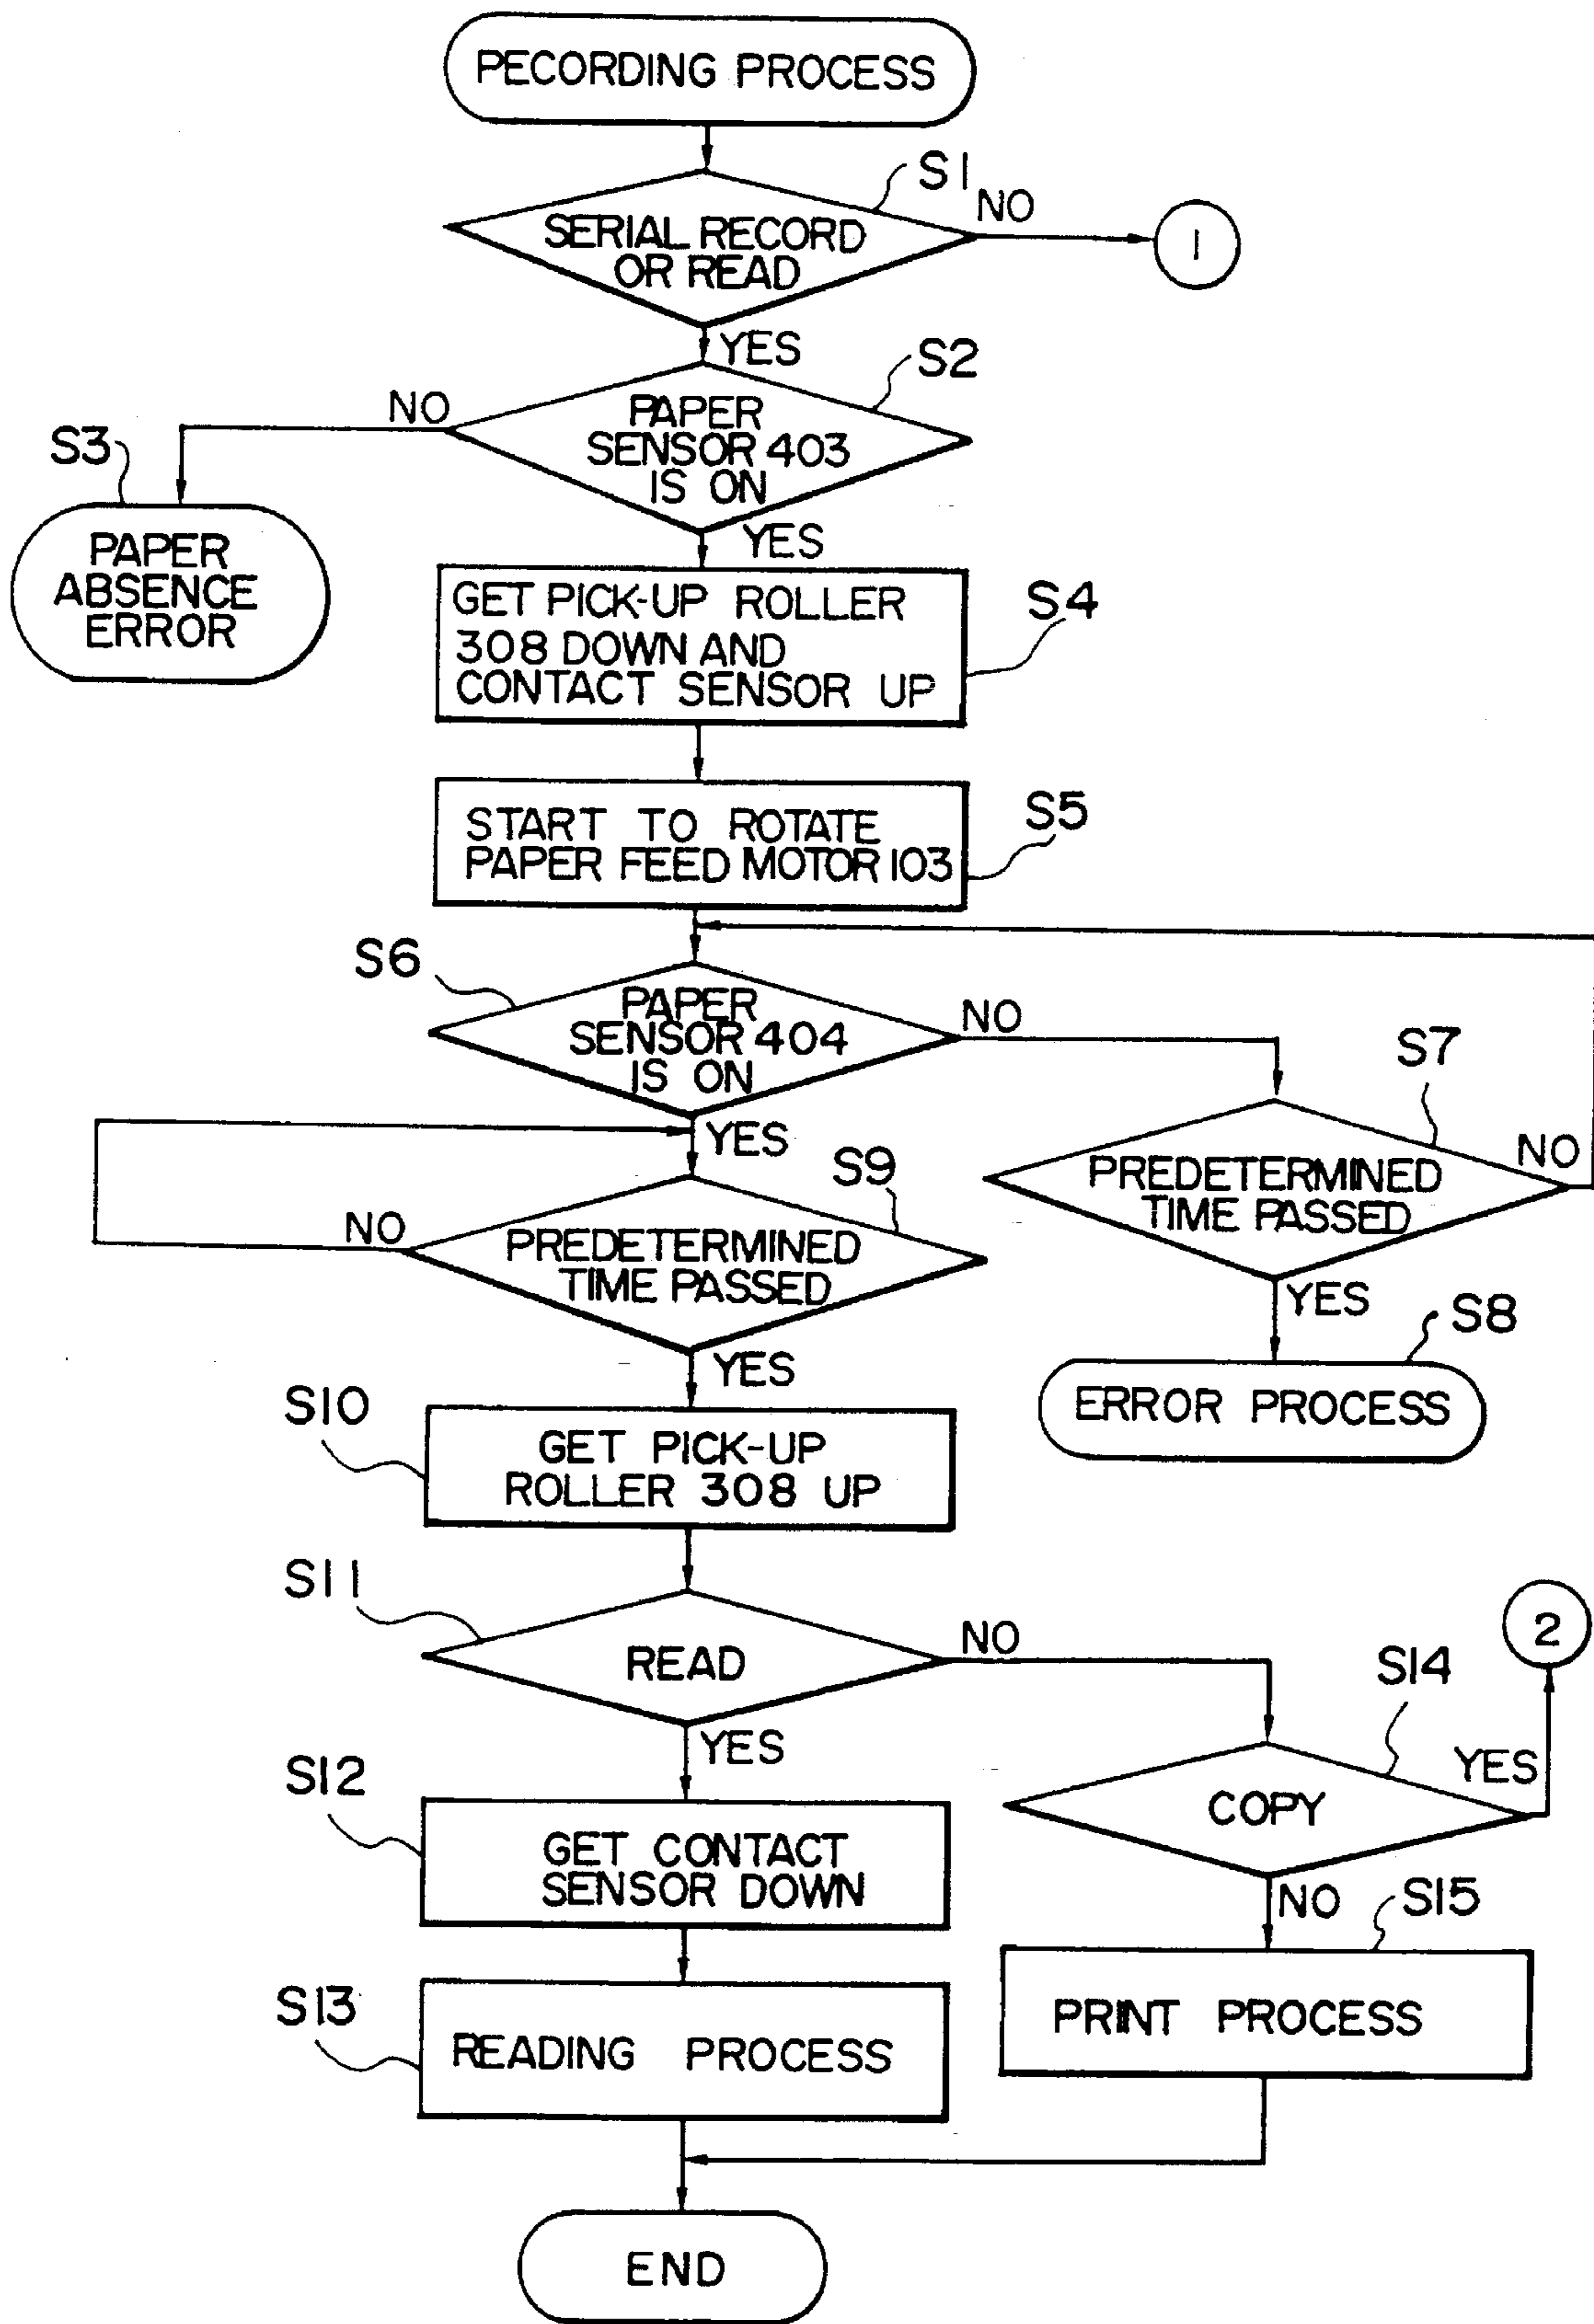 PECORDING PROCESS
S1
NO
SERIAL RECORD
OR READ
1
YES
S2
NO
PAPER
SENSOR 403
IS ON
S3
PAPER
ABSENCE
ERROR
YES
GET PICK-UP ROLLER
308 DOWN AND
CONTACT SENSOR UP
S4
START TO ROTATE
PAPER FEED MOTOR 103
S5
S6
PAPER
SENSOR 404
IS ON
NO
S7
YES
PREDETERMINED
TIME PASSED
NO
S9
NO
PREDETERMINED
TIME PASSED
YES
S8
ERROR PROCESS
YES
S10
GET PICK-UP
ROLLER 308 UP
S11
READ
NO
2
S14
YES
COPY
YES
S12
GET CONTACT
SENSOR DOWN
NO
S15
PRINT PROCESS
S13
READING PROCESS
END